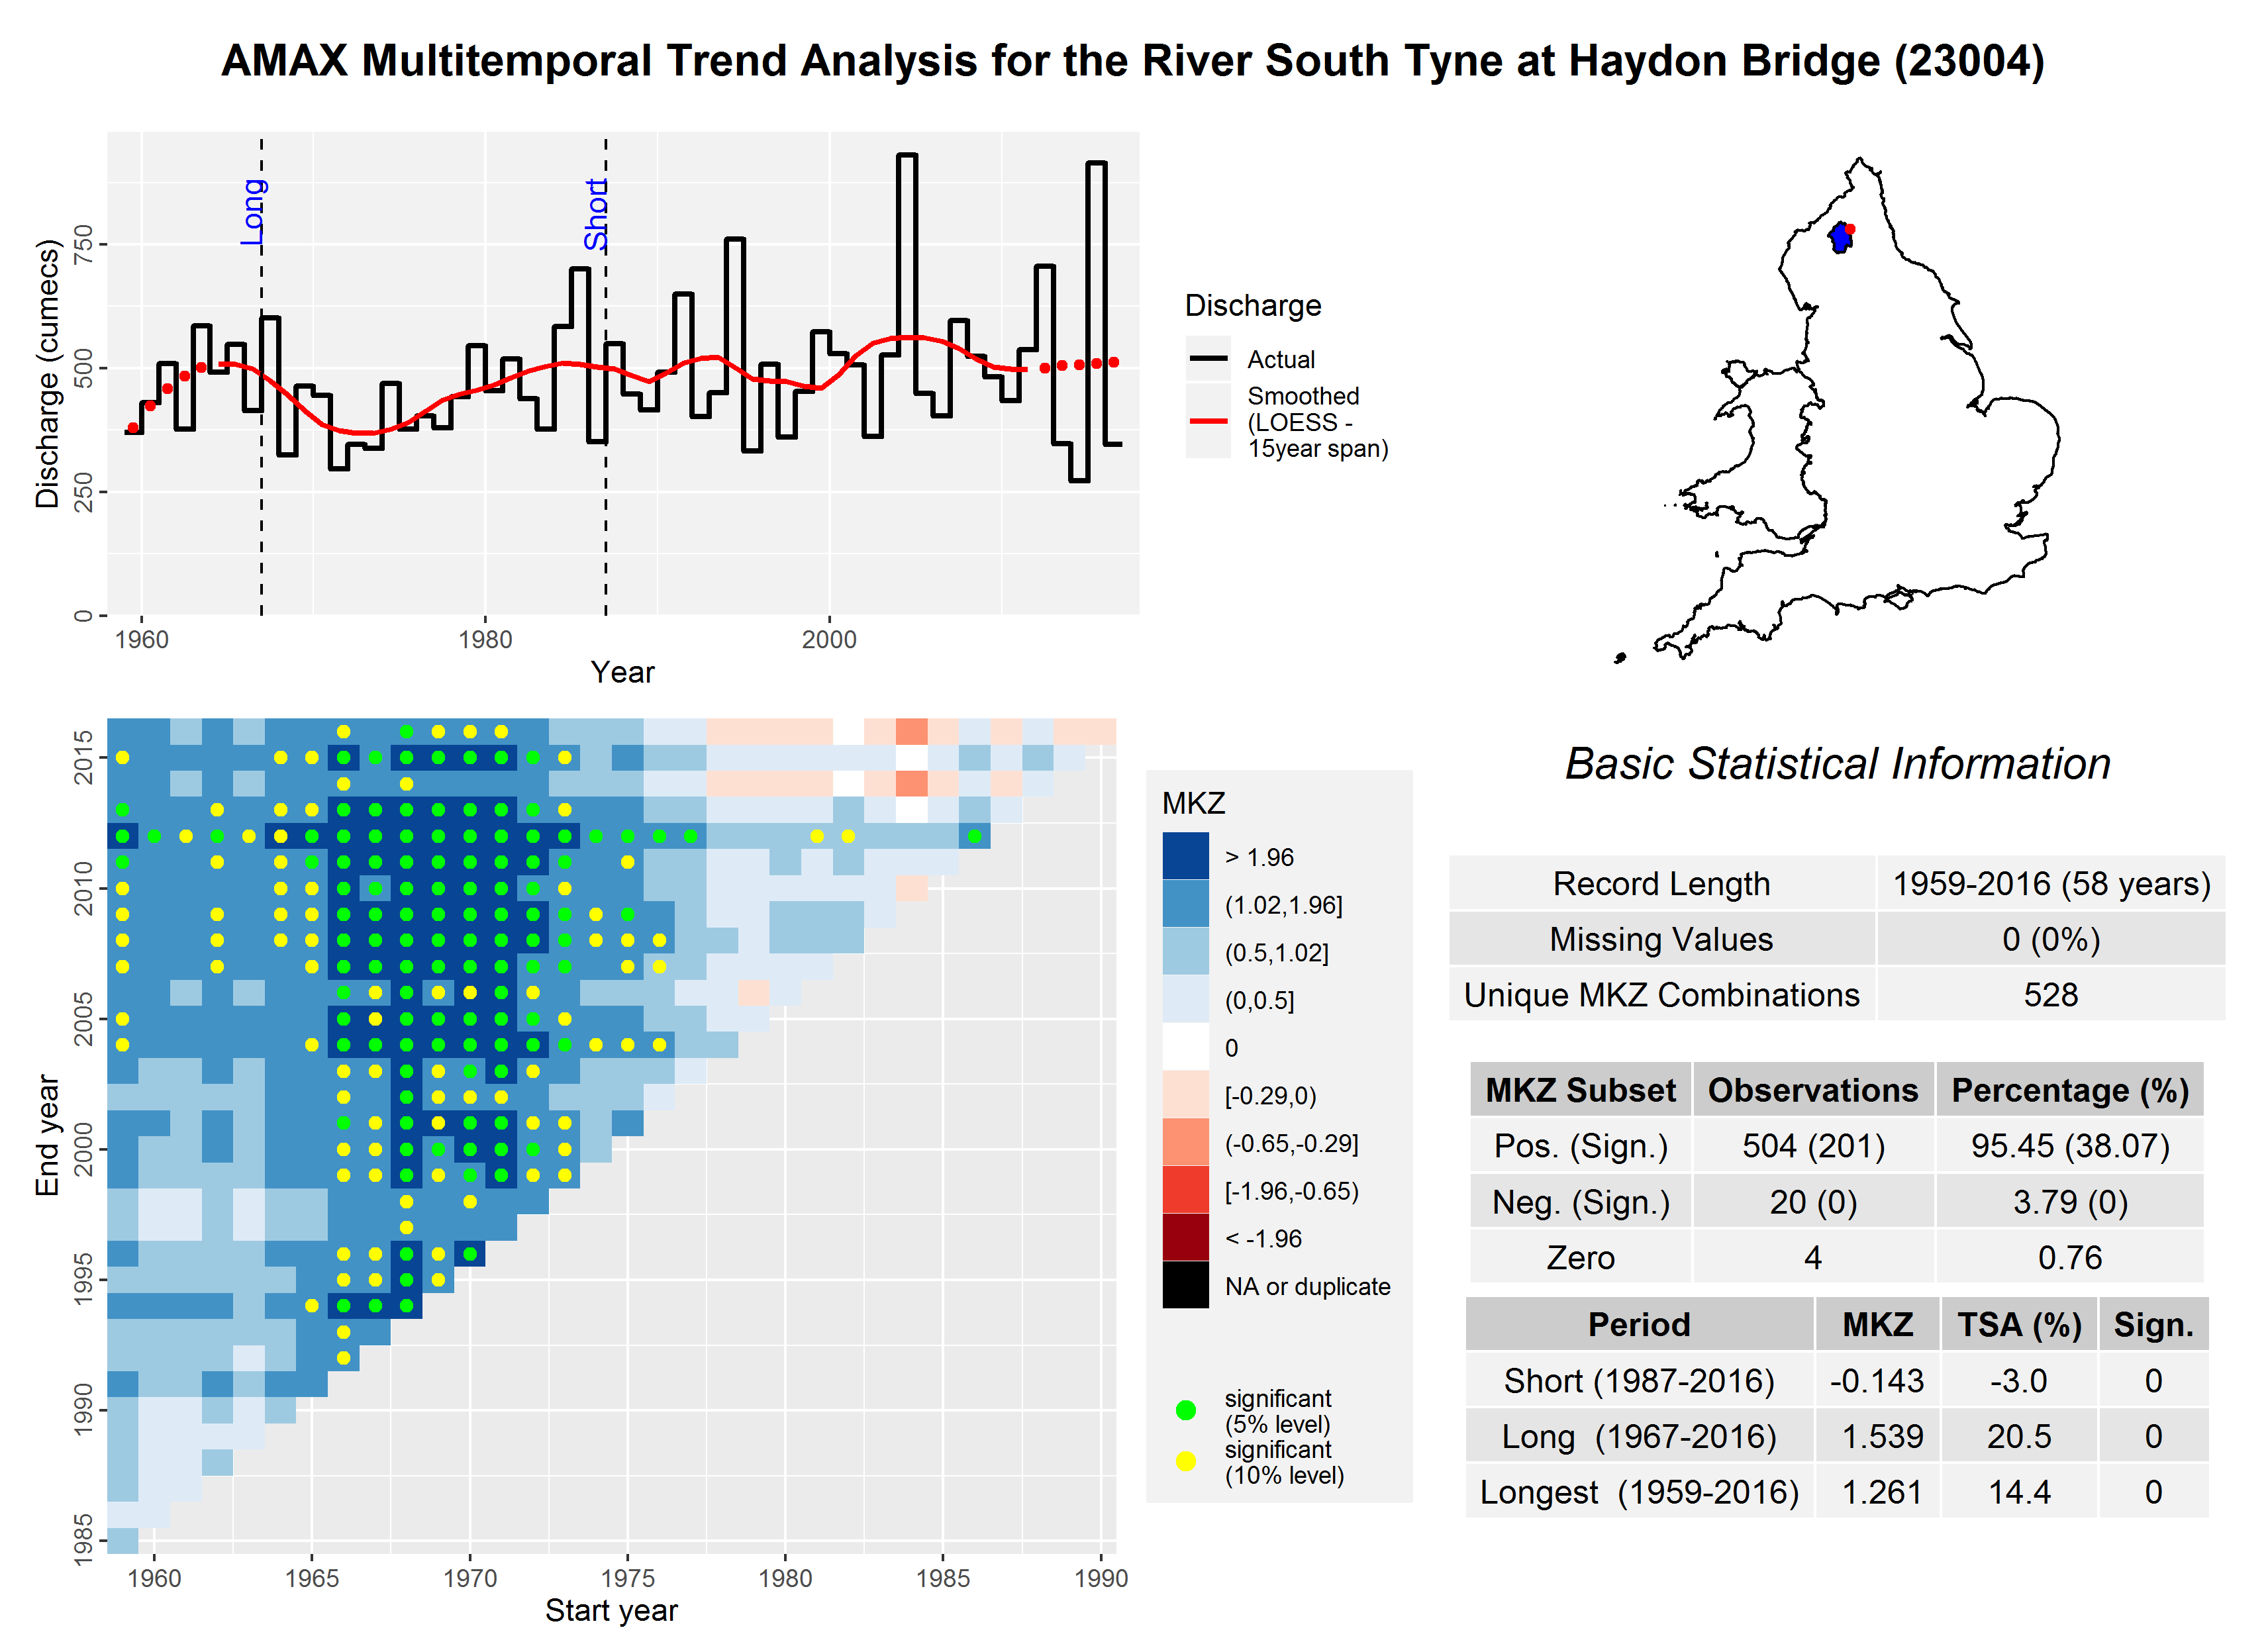 AMAX Multitemporal Trend Analysis for the River South Tyne at Haydon Bridge (23004)
Discharge (cumecs)
750
500
250
0
Long
Short
1960
1980
2000
Year
Discharge
Actual
Smoothed
(LOESS -
15year span)
End year
2015
2010
2005
2000
1995
1990
1985
1960
1965
1970
1975
1980
1985
1990
Start year
MKZ
> 1.96
(1.02,1.96]
(0.5,1.02]
(0,0.5]
0
[-0.29,0)
(-0.65,-0.29]
[-1.96,-0.65)
< -1.96
NA or duplicate
significant
(5% level)
significant
(10% level)
Basic Statistical Information
Record Length 1959-2016 (58 years)
Missing Values 0 (0%)
Unique MKZ Combinations 528
MKZ Subset Observations Percentage (%)
Pos. (Sign.) 504 (201) 95.45 (38.07)
Neg. (Sign.) 20 (0) 3.79 (0)
Zero 4 0.76
Period MKZ TSA (%) Sign.
Short (1987-2016) -0.143 -3.0 0
Long (1967-2016) 1.539 20.5 0
Longest (1959-2016) 1.261 14.4 0